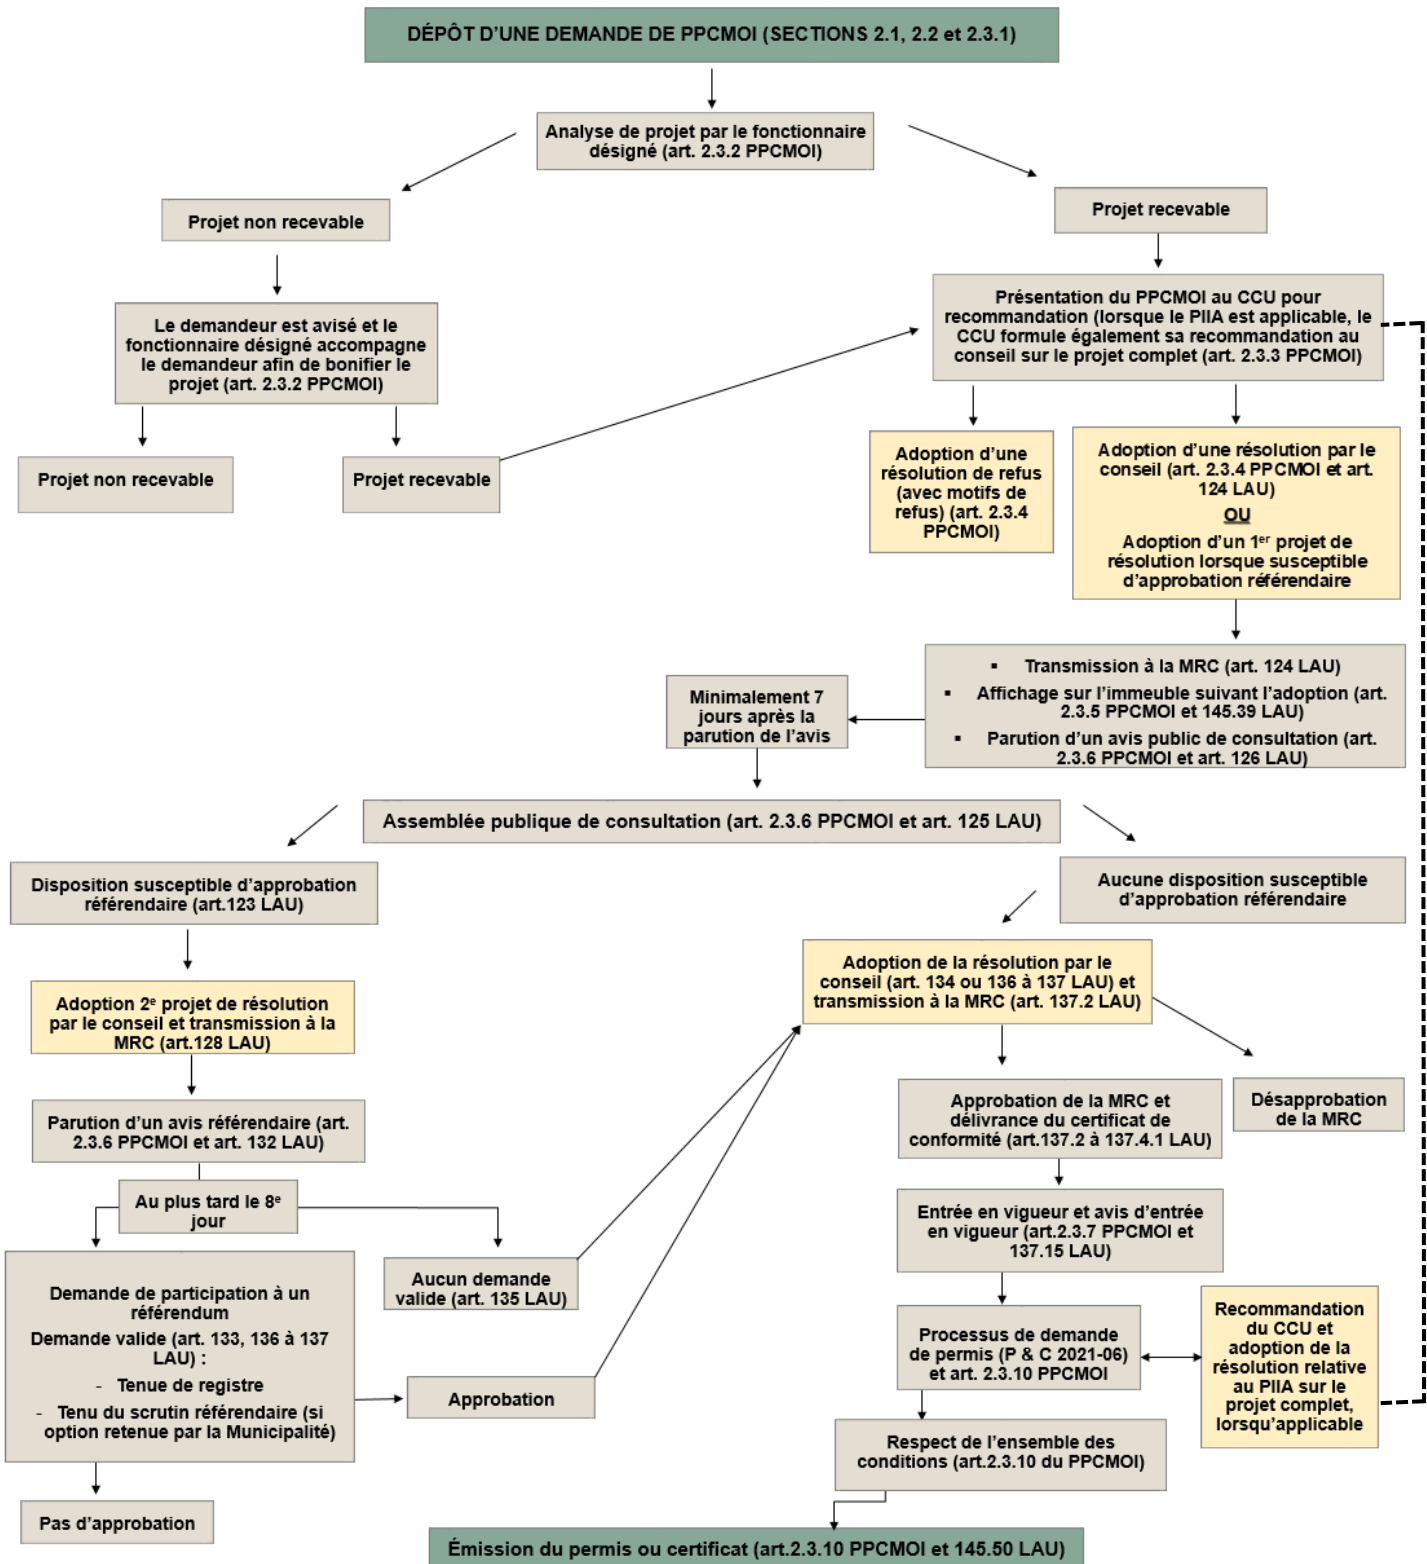 DÉPÔT D’UNE DEMANDE DE PPCMOI (SECTIONS 2.1, 2.2 et 2.3.1)
Analyse de projet par le fonctionnaire
désigné (art. 2.3.2 PPCMOI)
Projet non recevable
Projet recevable
Le demandeur est avisé et le
fonctionnaire désigné accompagne
le demandeur afin de bonifier le
projet (art. 2.3.2 PPCMOI)
Présentation du PPCMOI au CCU pour
recommandation (lorsque le PIIA est applicable, le
CCU formule également sa recommandation au
conseil sur le projet complet (art. 2.3.3 PPCMOI)
Projet non recevable
Projet recevable
Adoption d’une
résolution de refus
(avec motifs de
refus) (art. 2.3.4
PPCMOI)
Adoption d’une résolution par le
conseil (art. 2.3.4 PPCMOI et art.
124 LAU)
OU
Adoption d’un 1er projet de
résolution lorsque susceptible
d’approbation référendaire
▪ Transmission à la MRC (art. 124 LAU)
▪ Affichage sur l’immeuble suivant l’adoption (art.
2.3.5 PPCMOI et 145.39 LAU)
▪ Parution d’un avis public de consultation (art.
2.3.6 PPCMOI et art. 126 LAU)
Minimalement 7
jours après la
parution de l’avis
Assemblée publique de consultation (art. 2.3.6 PPCMOI et art. 125 LAU)
Disposition susceptible d’approbation
référendaire (art.123 LAU)
Aucune disposition susceptible
d’approbation référendaire
Adoption 2e projet de résolution
par le conseil et transmission à la
MRC (art.128 LAU)
Adoption de la résolution par le
conseil (art. 134 ou 136 à 137 LAU) et
transmission à la MRC (art. 137.2 LAU)
Parution d’un avis référendaire (art.
2.3.6 PPCMOI et art. 132 LAU)
Approbation de la MRC et
délivrance du certificat de
conformité (art.137.2 à 137.4.1 LAU)
Désapprobation
de la MRC
Au plus tard le 8e
jour
Entrée en vigueur et avis d’entrée
en vigueur (art.2.3.7 PPCMOI et
137.15 LAU)
Demande de participation à un
référendum
Demande valide (art. 133, 136 à 137
LAU) :
- Tenue de registre
- Tenu du scrutin référendaire (si
option retenue par la Municipalité)
Aucun demande
valide (art. 135 LAU)
Approbation
Processus de demande
de permis (P & C 2021-06)
et art. 2.3.10 PPCMOI
Recommandation
du CCU et
adoption de la
résolution relative
au PIIA sur le
projet complet,
lorsqu’applicable
Respect de l’ensemble des
conditions (art.2.3.10 du PPCMOI)
Pas d’approbation
Émission du permis ou certificat (art.2.3.10 PPCMOI et 145.50 LAU)